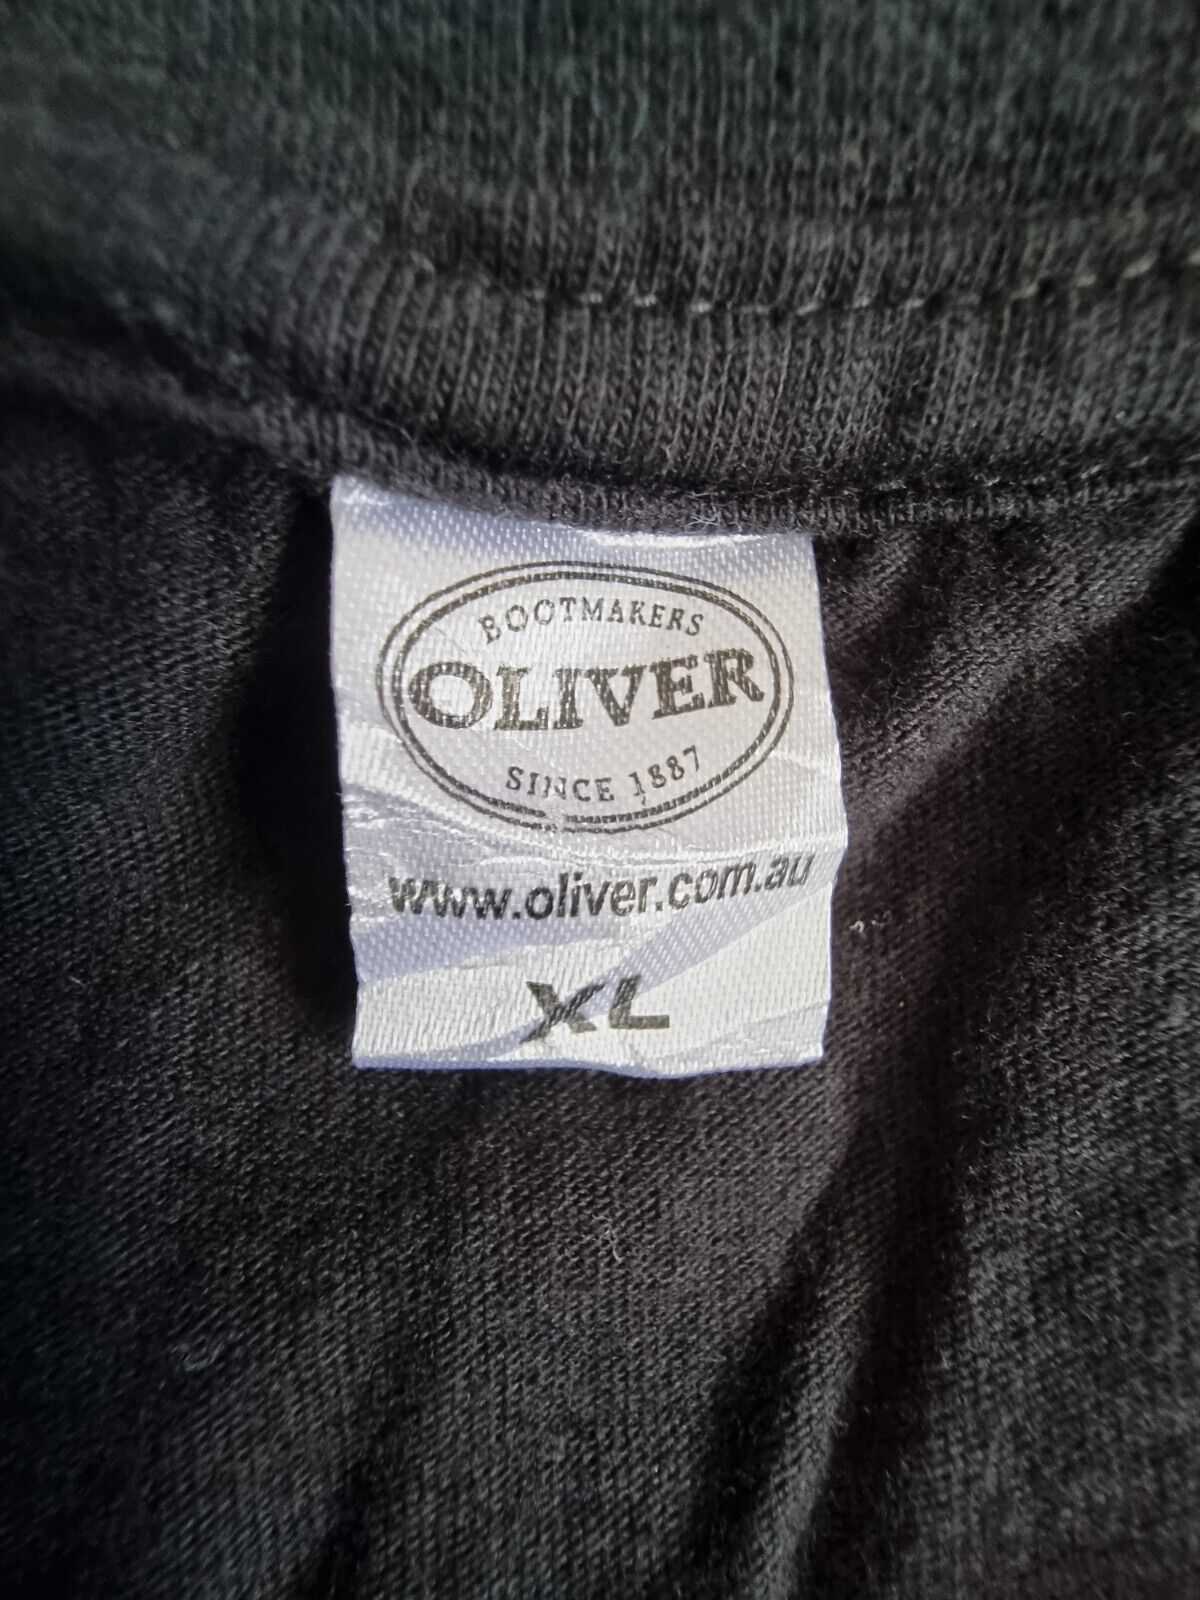 BOOTMAKERS
OLIVER
SINCE 1887
www.oliver.com.au
XL